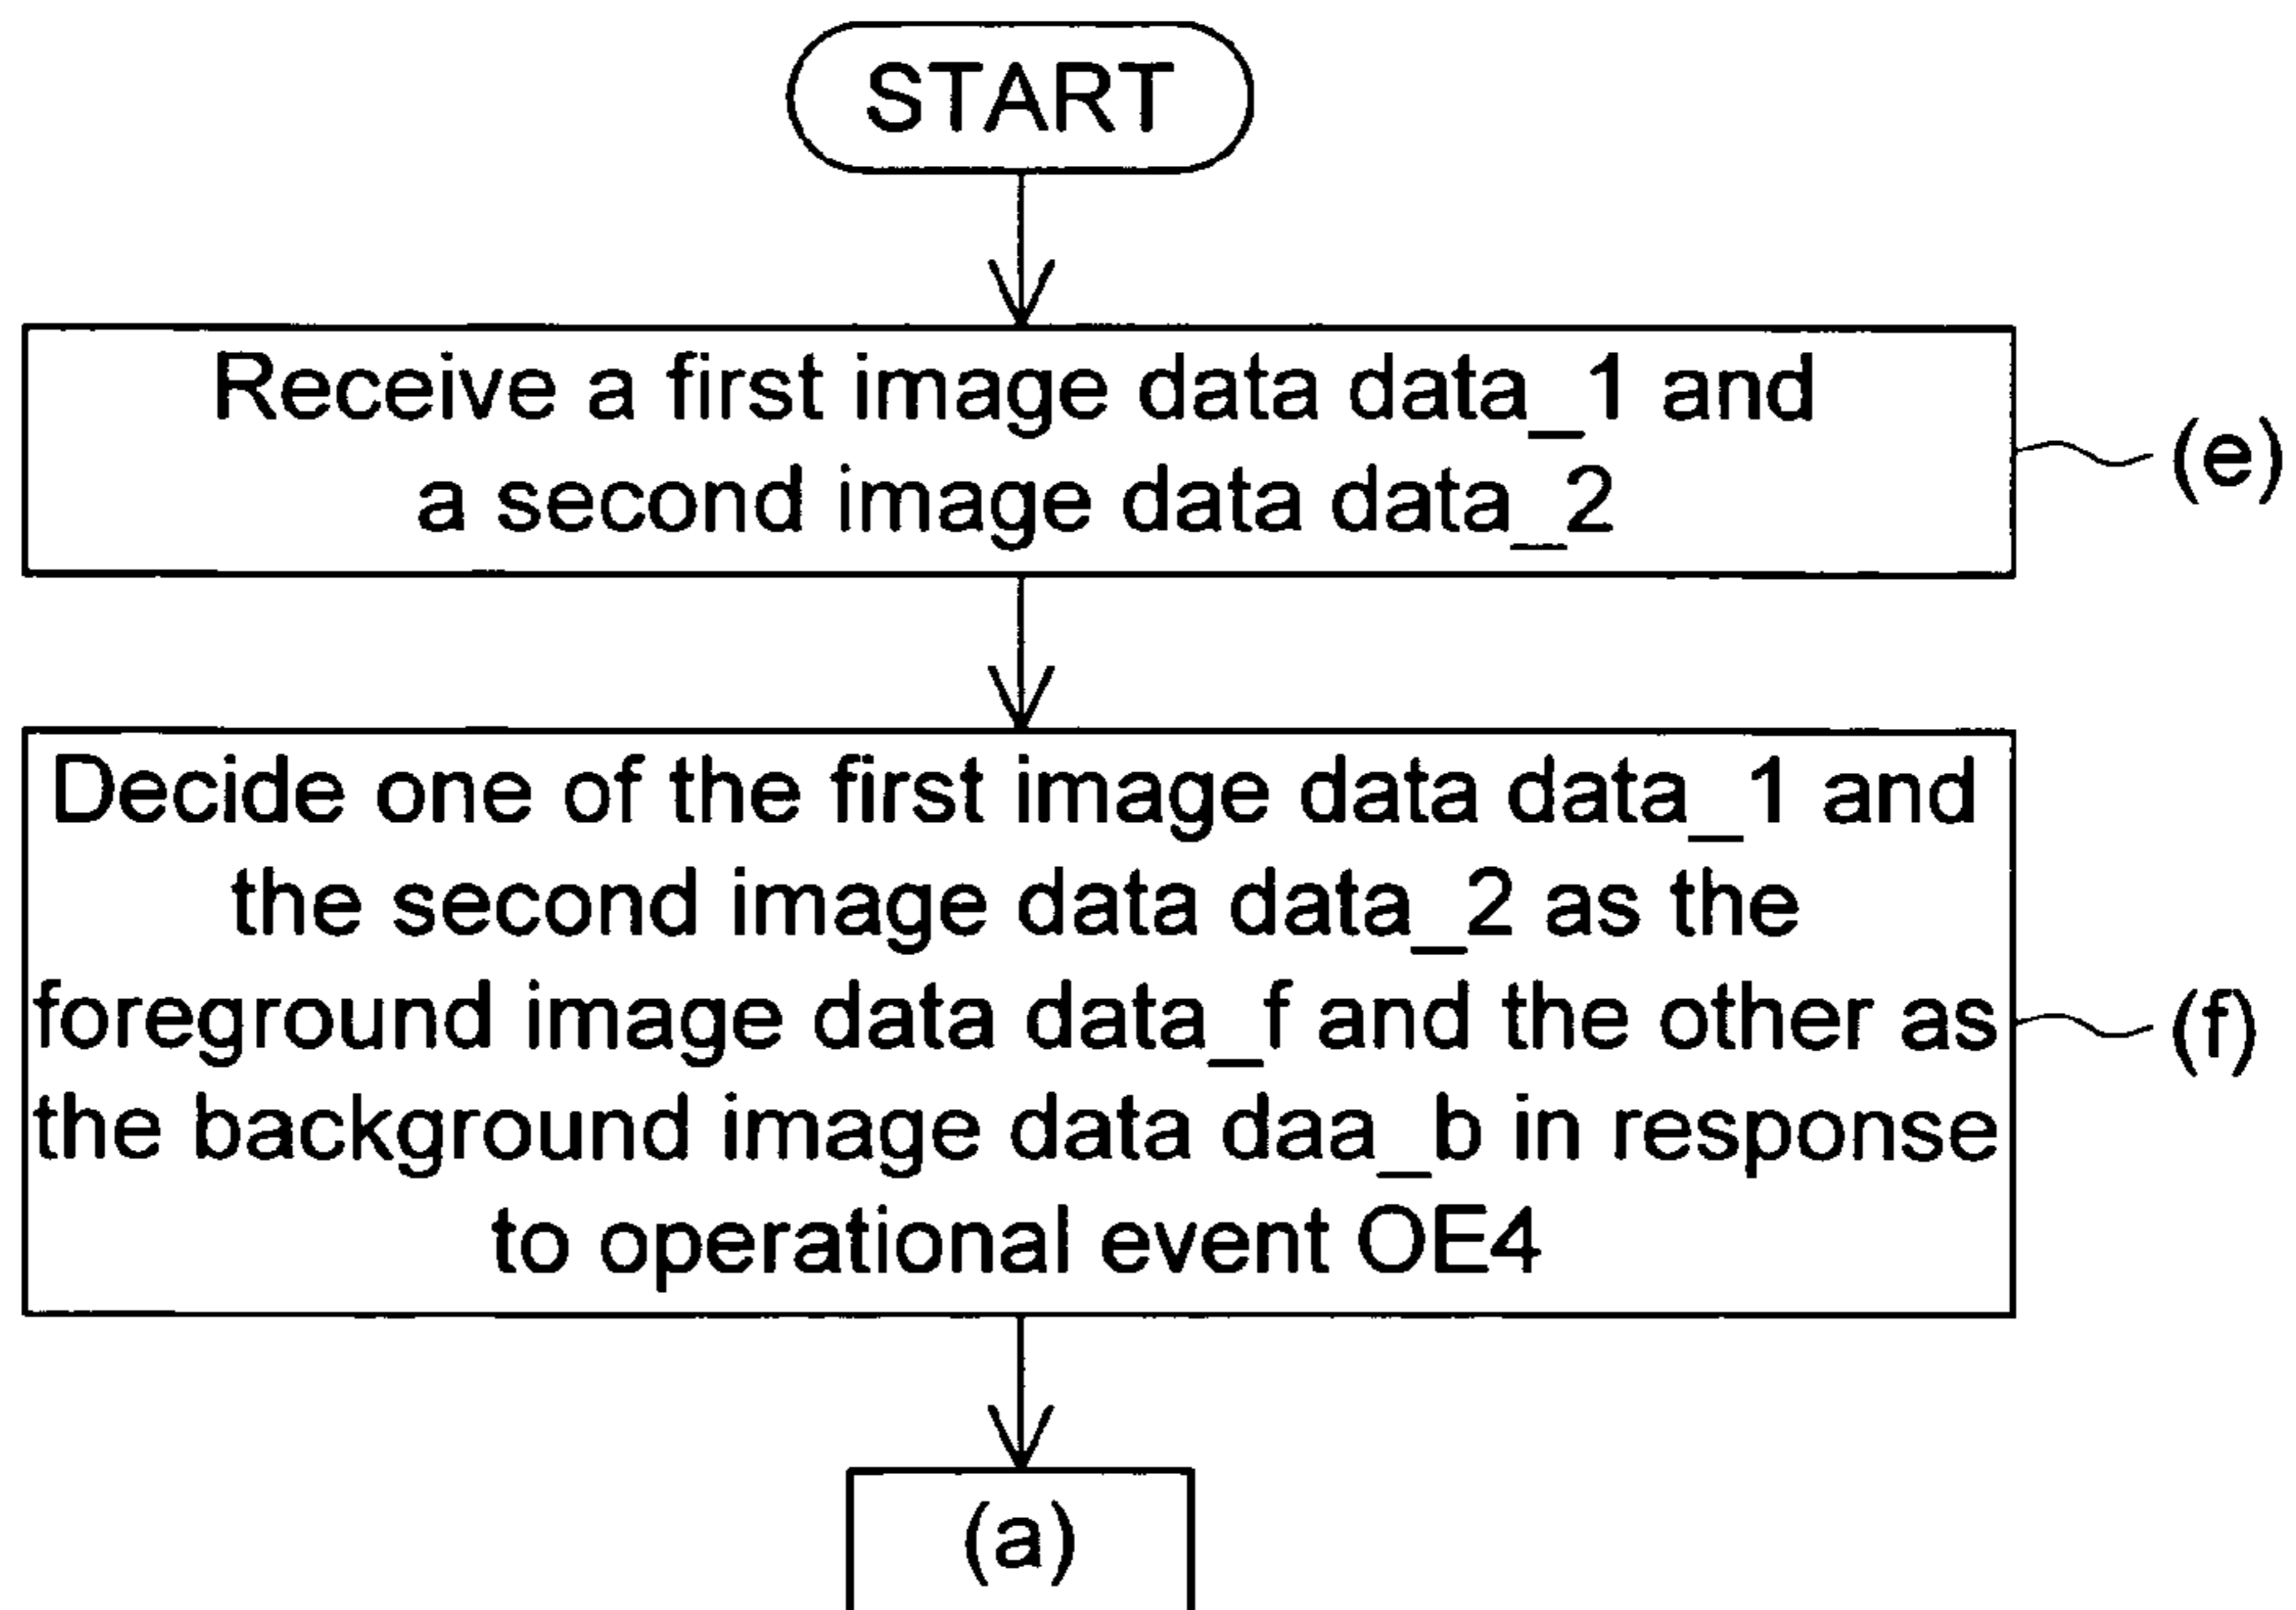 START
Receive a first image data data_1 and
a second image data data_2
(e)
Decide one of the first image data data_1 and
the second image data data_2 as the
foreground image data data_f and the other as
the background image data daa_b in response
to operational event OE4
(f)
(a)